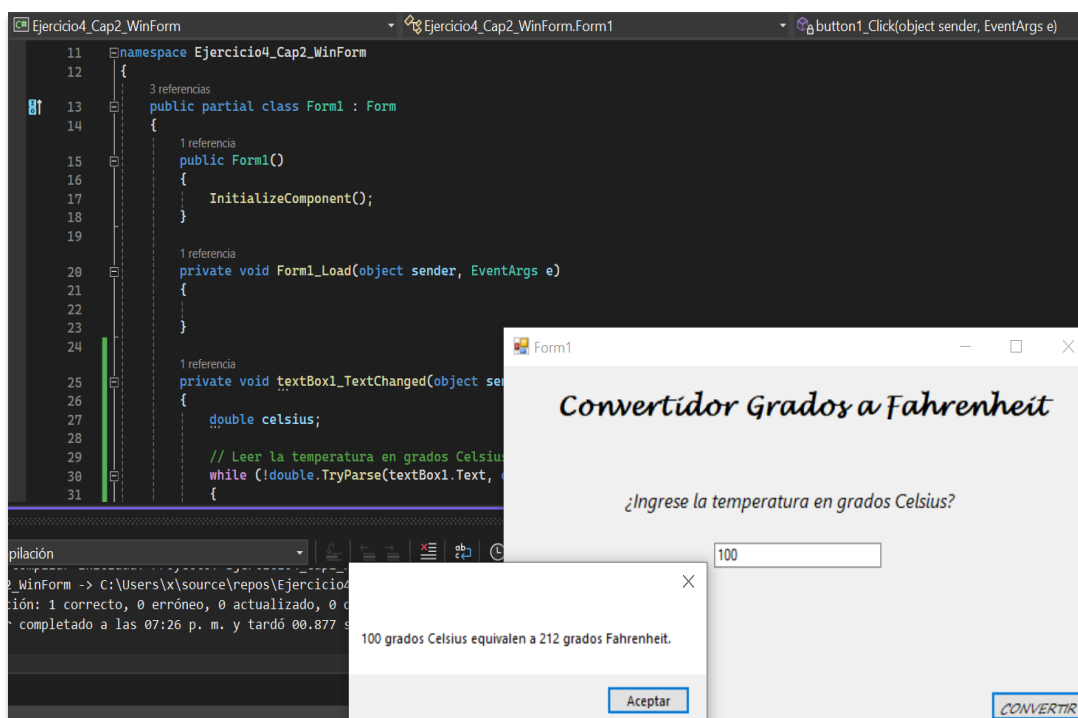 Ejercicio4_Cap2_WinForm
Ejercicio4_Cap2_WinForm.Form1
button1_Click(object sender, EventArgs e)
11 namespace Ejercicio4_Cap2_WinForm
12 {
3 referencias
13 public partial class Form1 : Form
14 {
1 referencia
15 public Form1()
16 {
17 InitializeComponent();
18 }
19
1 referencia
20 private void Form1_Load(object sender, EventArgs e)
21 {
22
23 }
24
1 referencia
25 private void textBox1_TextChanged(object se
26 {
27 double celsius;
28
29 // Leer la temperatura en grados Celsius
30 while (!double.TryParse(textBox1.Text,
31 {
Form1
Convertidor Grados a Fahrenheit
¿Ingrese la temperatura en grados Celsius?
100
CONVERTIR
pilación
2_WinForm -> C:\Users\x\source\repos\Ejercicio4
ción: 1 correcto, 0 erróneo, 0 actualizado, 0
completado a las 07:26 p. m. y tardó 00.877 s
100 grados Celsius equivalen a 212 grados Fahrenheit.
Aceptar